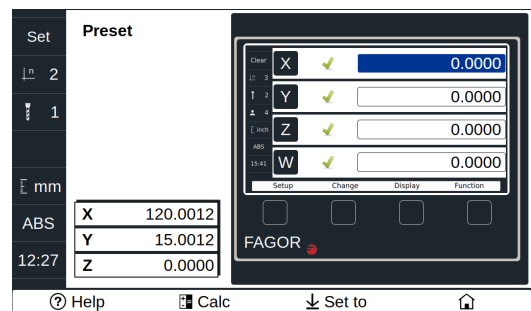 Set
2
1
mm
ABS
12:27
Preset
X 120.0012
Y 15.0012
Z 0.0000
Clear
3
2
4
inch
ABS
15:41
X 0.0000
Y 0.0000
Z 0.0000
W 0.0000
Setup Change Display Function
FAGOR
Help Calc Set to